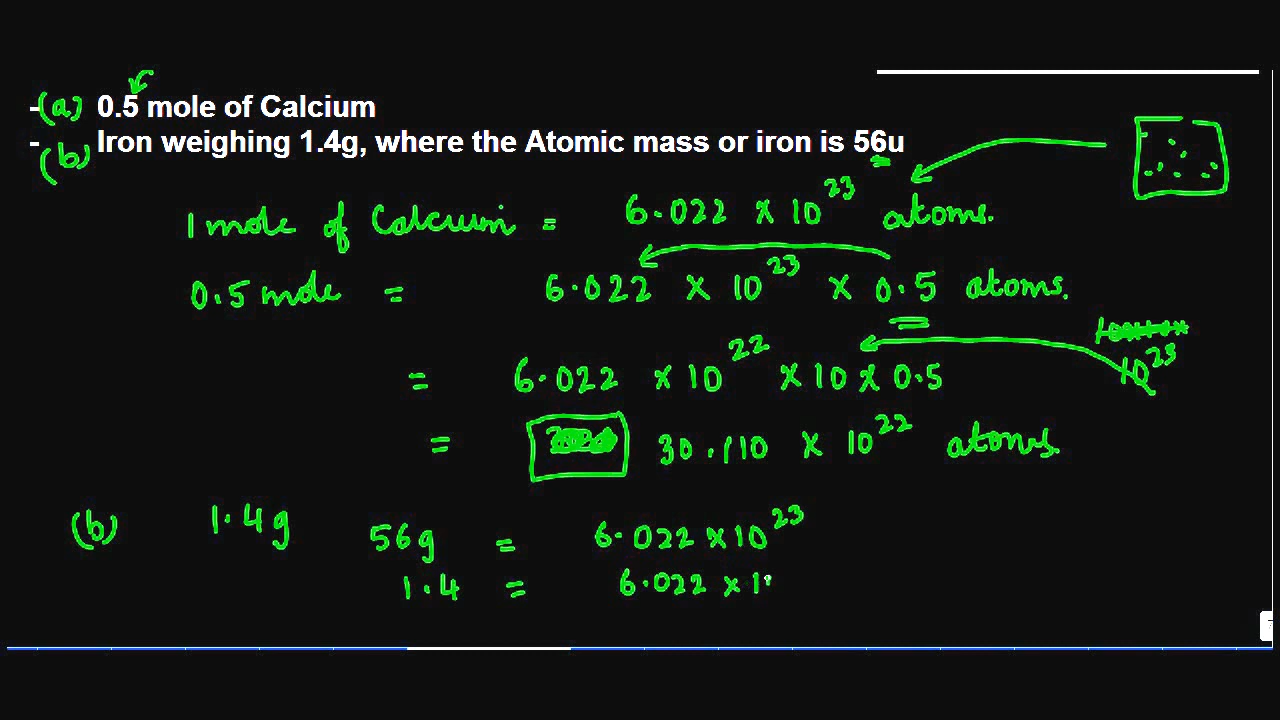 -(a) 0.5 mole of Calcium
-(b) Iron weighing 1.4g, where the Atomic mass or iron is 56u
1 mole of Calcium = 6.022 × 10^23 atoms.
0.5 mole = 6.022 × 10^23 × 0.5 atoms.
= 6.022 × 10^22 × 10 × 0.5
10^23
= 30.110 × 10^22 atoms.
(b) 1.4g 56g = 6.022 × 10^23
1.4 = 6.022 × 1